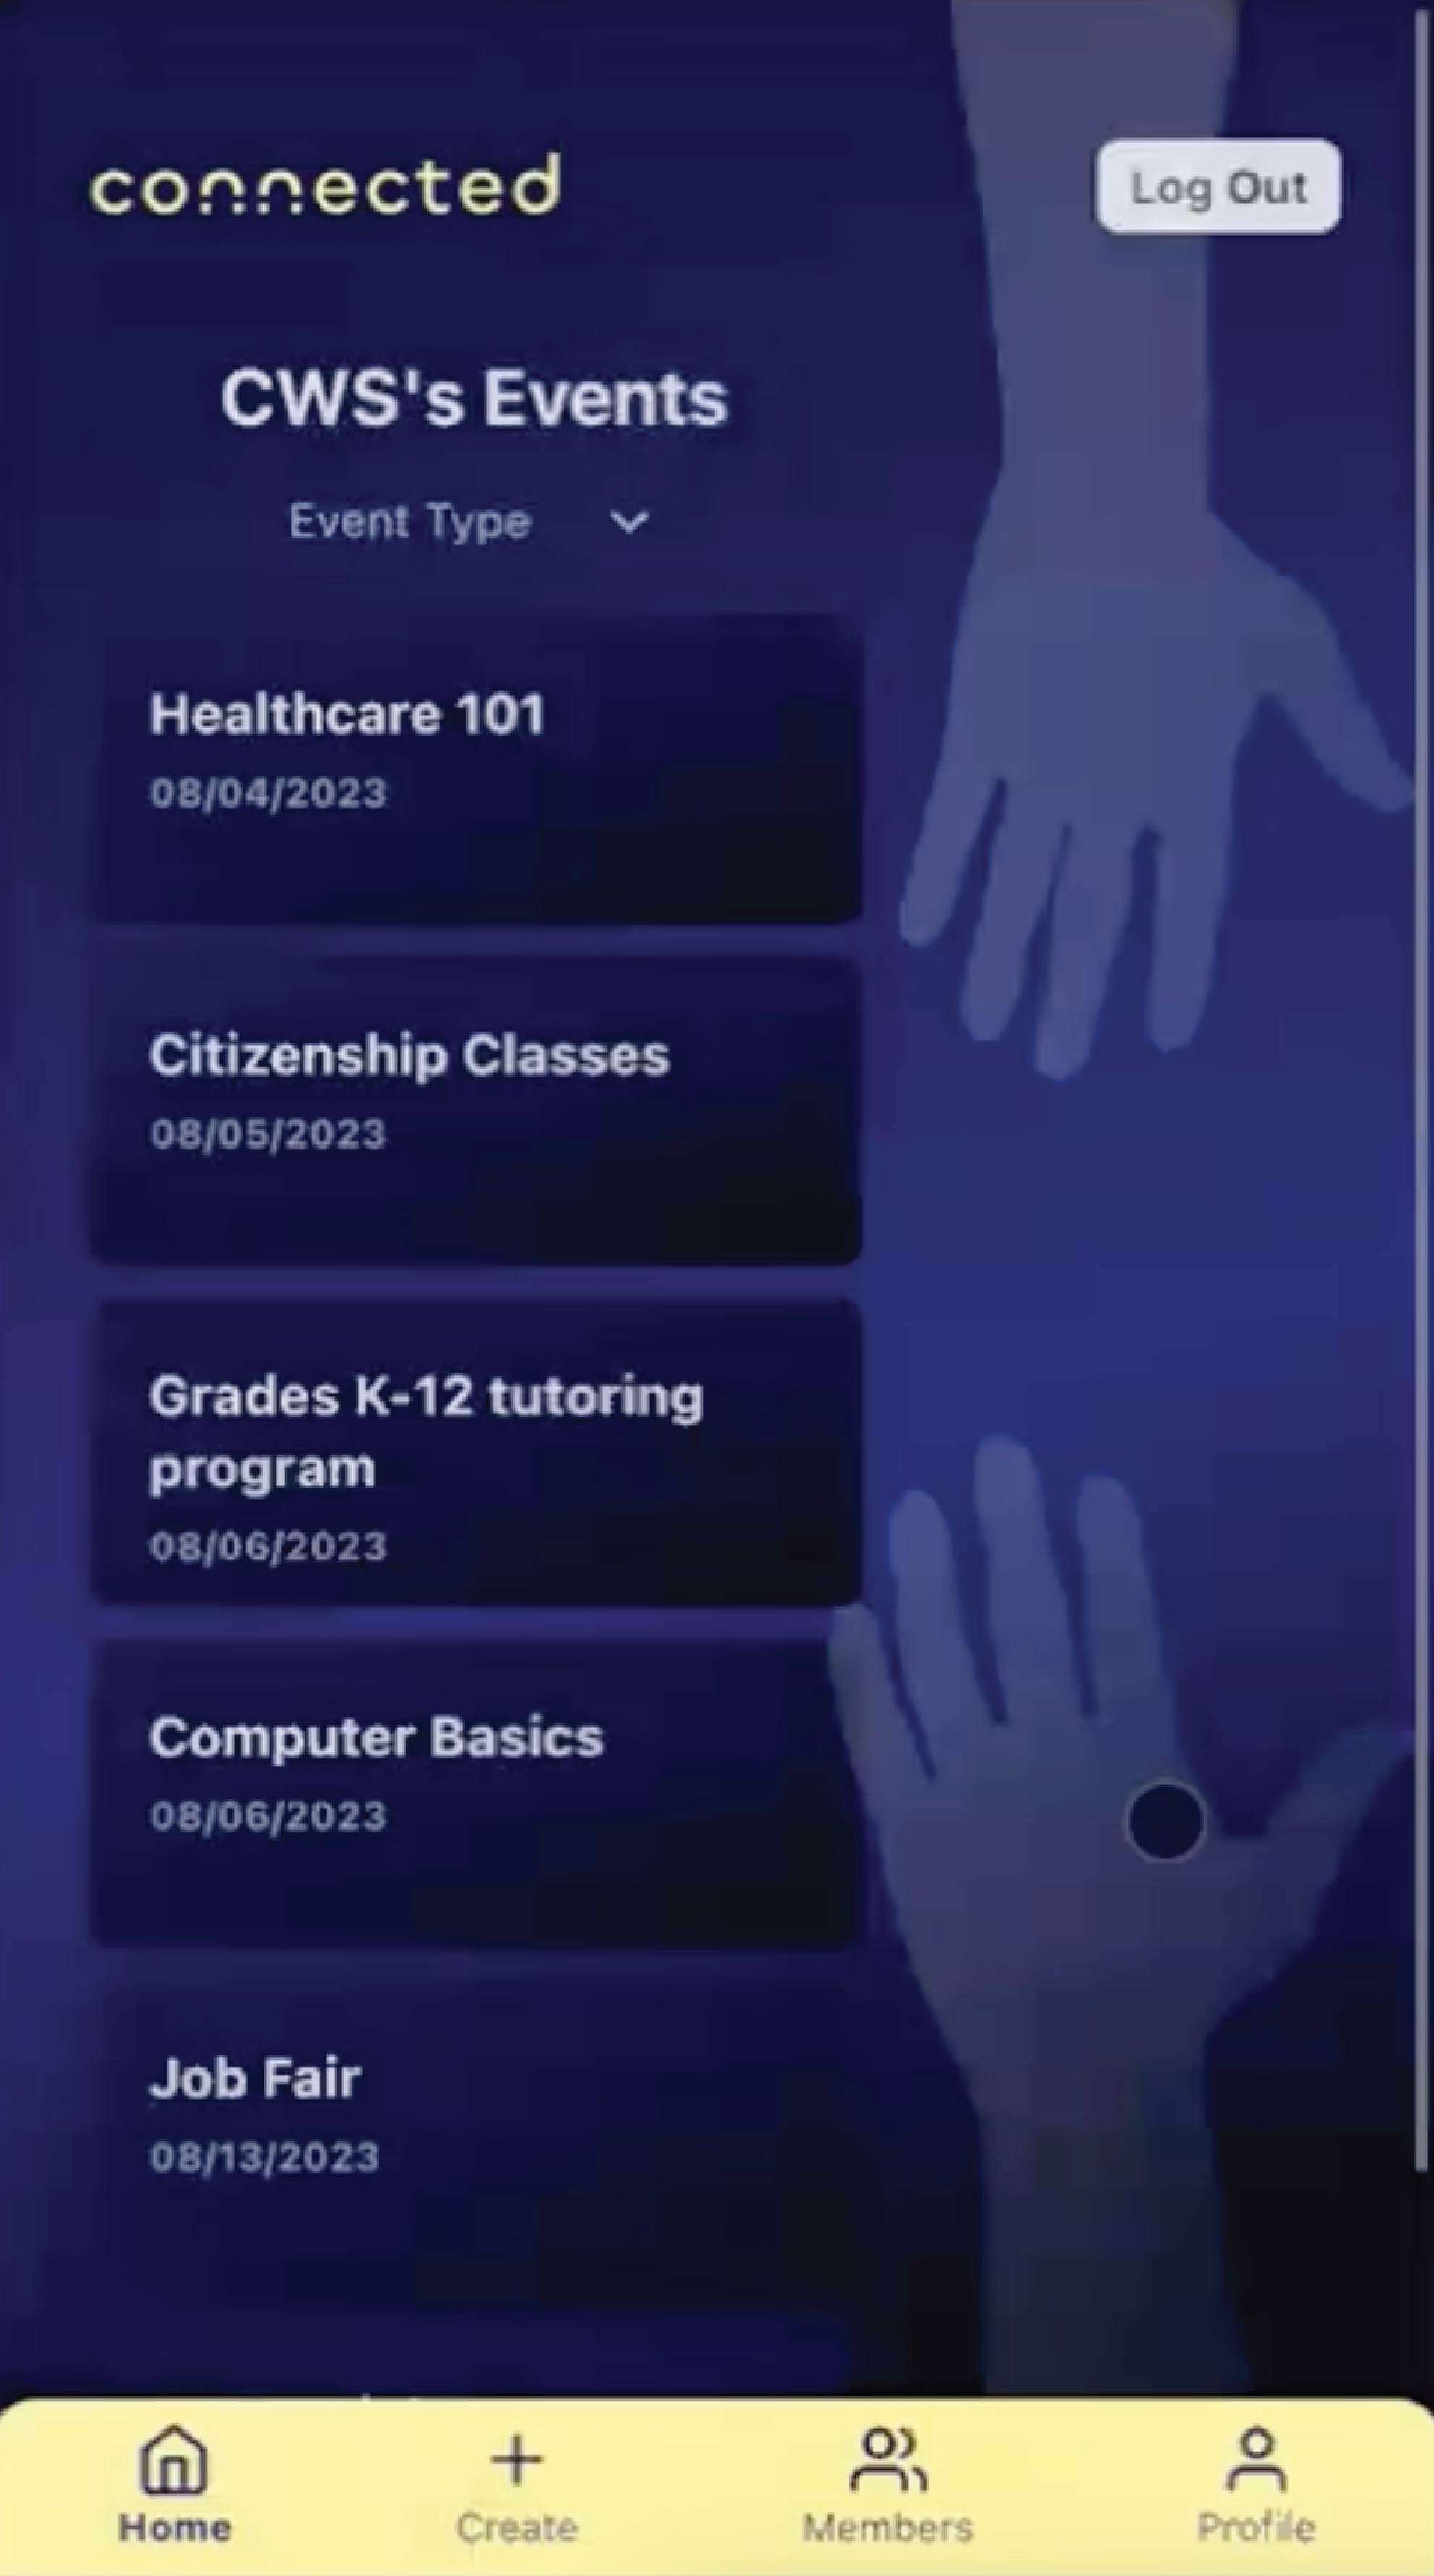 connected
Log Out
CWS's Events
Event Type
Healthcare 101
08/04/2023
Citizenship Classes
08/05/2023
Grades K-12 tutoring
program
08/06/2023
Computer Basics
08/06/2023
Job Fair
08/13/2023
Home
Create
Members
Profile